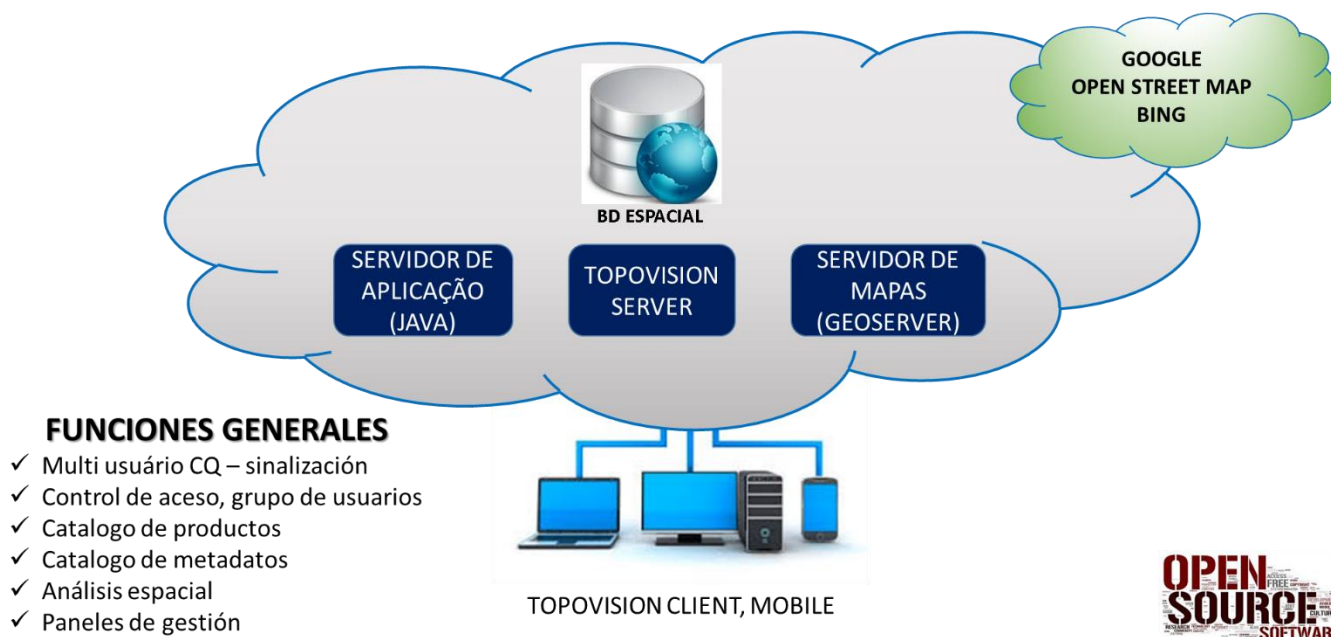 GOOGLE
OPEN STREET MAP
BING
BD ESPACIAL
SERVIDOR DE
APLICAÇÃO
(JAVA)
TOPOVISION
SERVER
SERVIDOR DE
MAPAS
(GEOSERVER)
FUNCIONES GENERALES
✓ Multi usuário CQ – sinalización
✓ Control de aceso, grupo de usuarios
✓ Catalogo de productos
✓ Catalogo de metadatos
✓ Análisis espacial
✓ Paneles de gestión
TOPOVISION CLIENT, MOBILE
OPEN
SOURCE
SOFTWAR